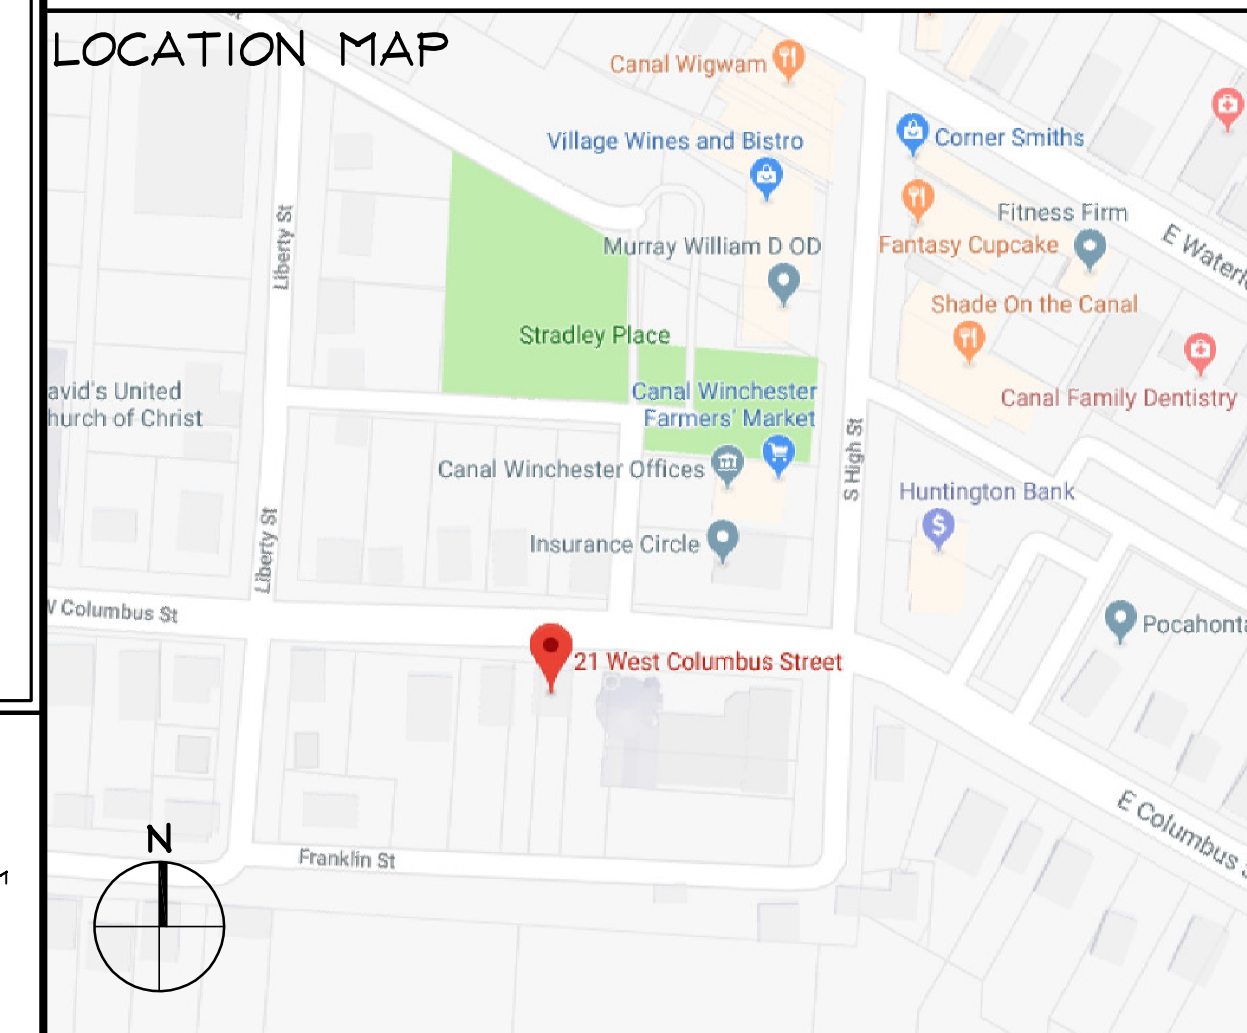 LOCATION MAP
Canal Wigwam
Village Wines and Bistro
Corner Smiths
Fitness Firm
Murray William D OD
Fantasy Cupcake
E Waterl
Liberty St
Shade On the Canal
Stradley Place
avid's United
hurch of Christ
Canal Winchester
Farmers' Market
Canal Family Dentistry
S High St
Canal Winchester Offices
Huntington Bank
$
Insurance Circle
Liberty St
W Columbus St
Pocahonta
21 West Columbus Street
E Columbus S
N
Franklin St